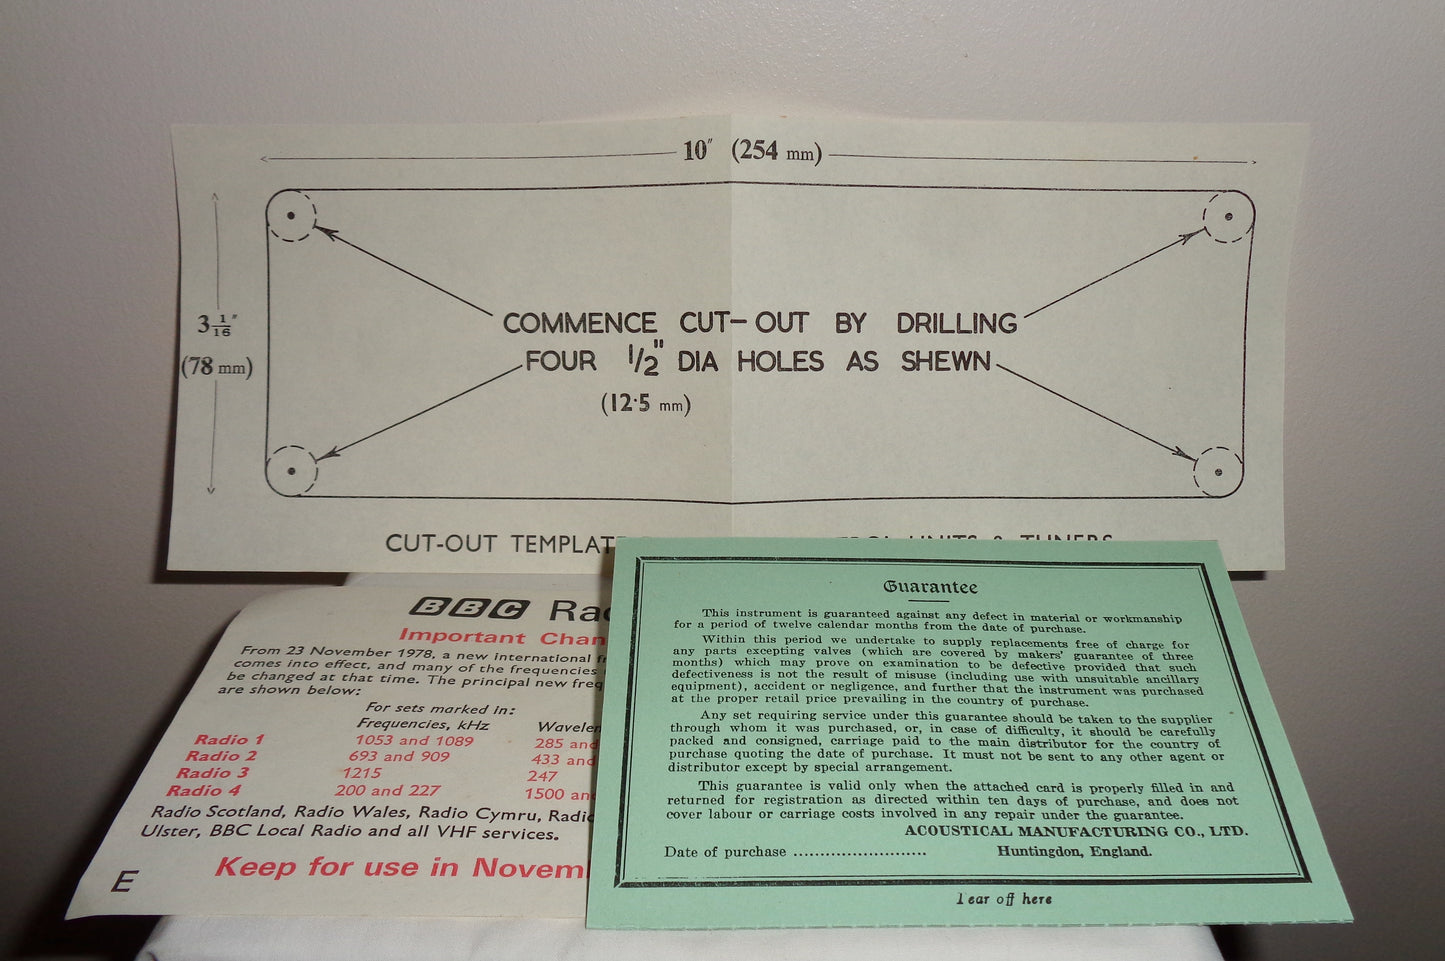 10″ (254 mm)
3 1/16″
(78 mm)
COMMENCE CUT-OUT BY DRILLING
FOUR 1/2" DIA HOLES AS SHEWN
(12·5 mm)
CUT-OUT TEMPLATE UNITS & TUNERS
BBC
Important
From 23 November 1978, a new international
comes into effect, and many of the frequencies
be changed at that time. The principal new
are shown below:
For sets marked in:
Frequencies, kHz
Radio 1 1053 and 1089 285 and
Radio 2 693 and 909 433 and
Radio 3 1215 247
Radio 4 200 and 227 1500
Radio Scotland, Radio Wales, Radio Cymru,
Ulster, BBC Local Radio and all VHF services.
Keep for use in
E
Guarantee
This instrument is guaranteed against any defect in material or workmanship
for a period of twelve calendar months from the date of purchase.
Within this period we undertake to supply replacements free of charge for
any parts excepting valves (which are covered by makers' guarantee of three
months) which may prove on examination to be defective provided that such
defectiveness is not the result of misuse (including use with unsuitable ancillary
equipment), accident or negligence, and further that the instrument was purchased
at the proper retail price prevailing in the country of purchase.
Any set requiring service under this guarantee should be taken to the supplier
through whom it was purchased, or, in case of difficulty, it should be carefully
packed and consigned, carriage paid to the main distributor for the country of
purchase quoting the date of purchase. It must not be sent to any other agent or
distributor except by special arrangement.
This guarantee is valid only when the attached card is properly filled in and
returned for registration as directed within ten days of purchase, and does not
cover labour or carriage costs involved in any repair under the guarantee.
ACOUSTICAL MANUFACTURING CO., LTD.
Date of purchase ........................ Huntingdon, England.
Tear off here